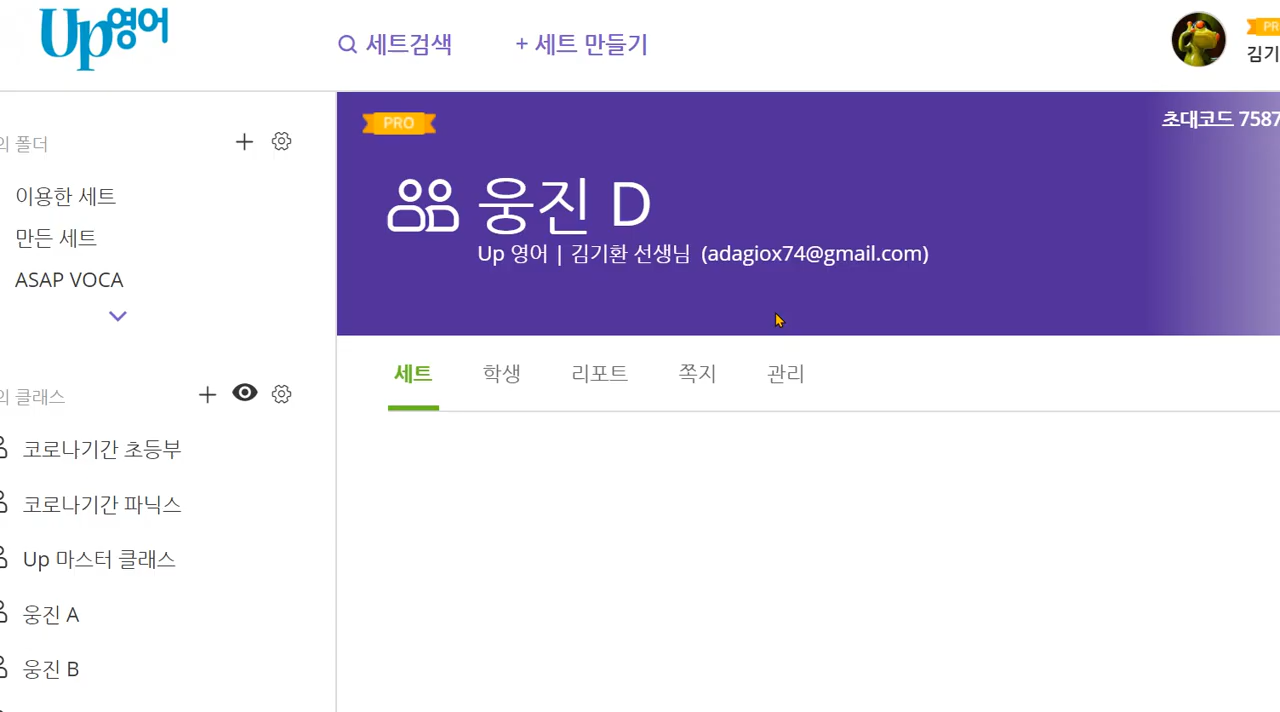 Up영어
세트검색
+ 세트 만들기
PRO
초대코드 7587
웅진 D
Up 영어 | 김기환 선생님 (adagiox74@gmail.com)
의 폴더
이용한 세트
만든 세트
ASAP VOCA
의 클래스
코로나기간 초등부
코로나기간 파닉스
Up 마스터 클래스
웅진 A
웅진 B
세트
학생
리포트
쪽지
관리